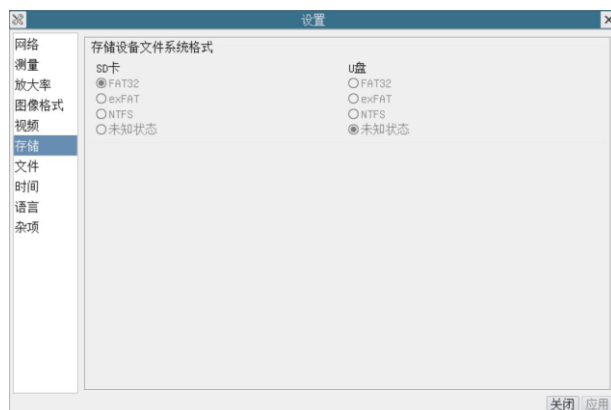 设置
网络
测量
放大率
图像格式
视频
存储
文件
时间
语言
杂项
存储设备文件系统格式
SD卡
FAT32
exFAT
NTFS
未知状态
U盘
FAT32
exFAT
NTFS
未知状态
关闭 应用